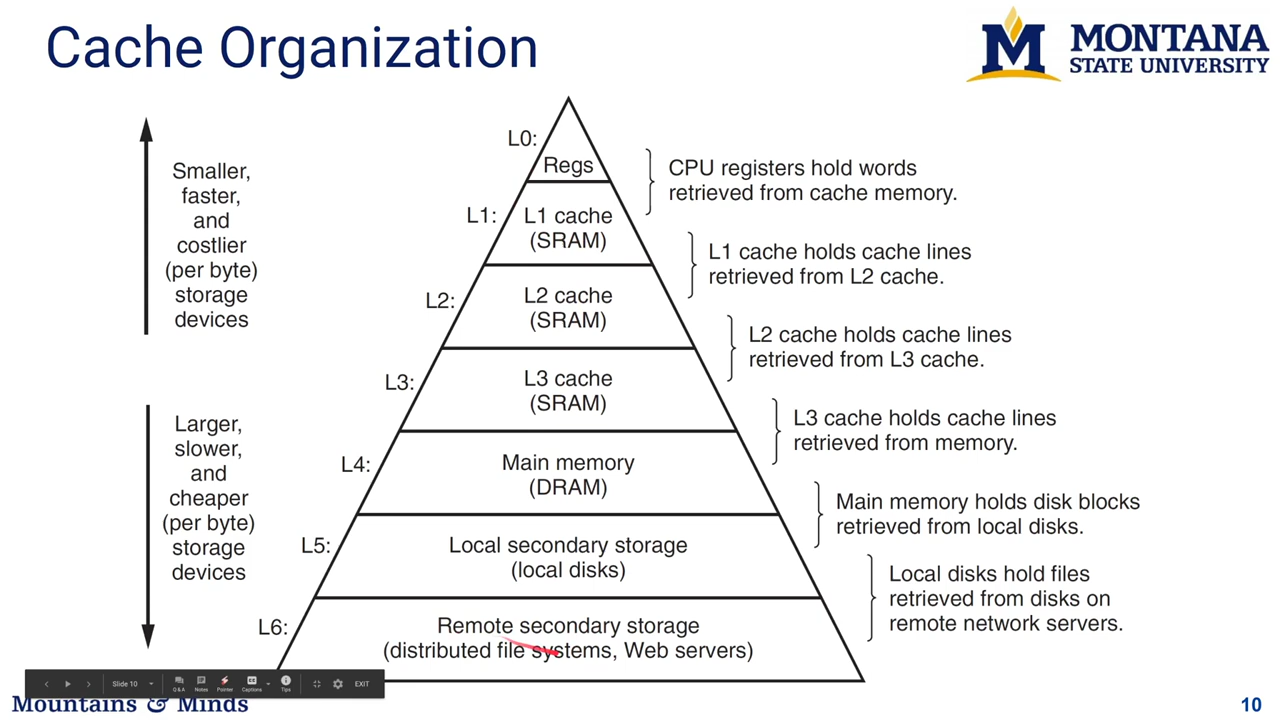 Cache Organization
M MONTANA
STATE UNIVERSITY
Smaller,
faster,
and
costlier
(per byte)
storage
devices
Larger,
slower,
and
cheaper
(per byte)
storage
devices
L0:
Regs
L1:
L1 cache
(SRAM)
L2:
L2 cache
(SRAM)
L3:
L3 cache
(SRAM)
L4:
Main memory
(DRAM)
L5:
Local secondary storage
(local disks)
L6:
Remote secondary storage
(distributed file systems, Web servers)
CPU registers hold words
retrieved from cache memory.
L1 cache holds cache lines
retrieved from L2 cache.
L2 cache holds cache lines
retrieved from L3 cache.
L3 cache holds cache lines
retrieved from memory.
Main memory holds disk blocks
retrieved from local disks.
Local disks hold files
retrieved from disks on
remote network servers.
Slide 10
Q & A
Notes
Pointer
CC
Captions
Tips
EXIT
Mountains & Minds
10